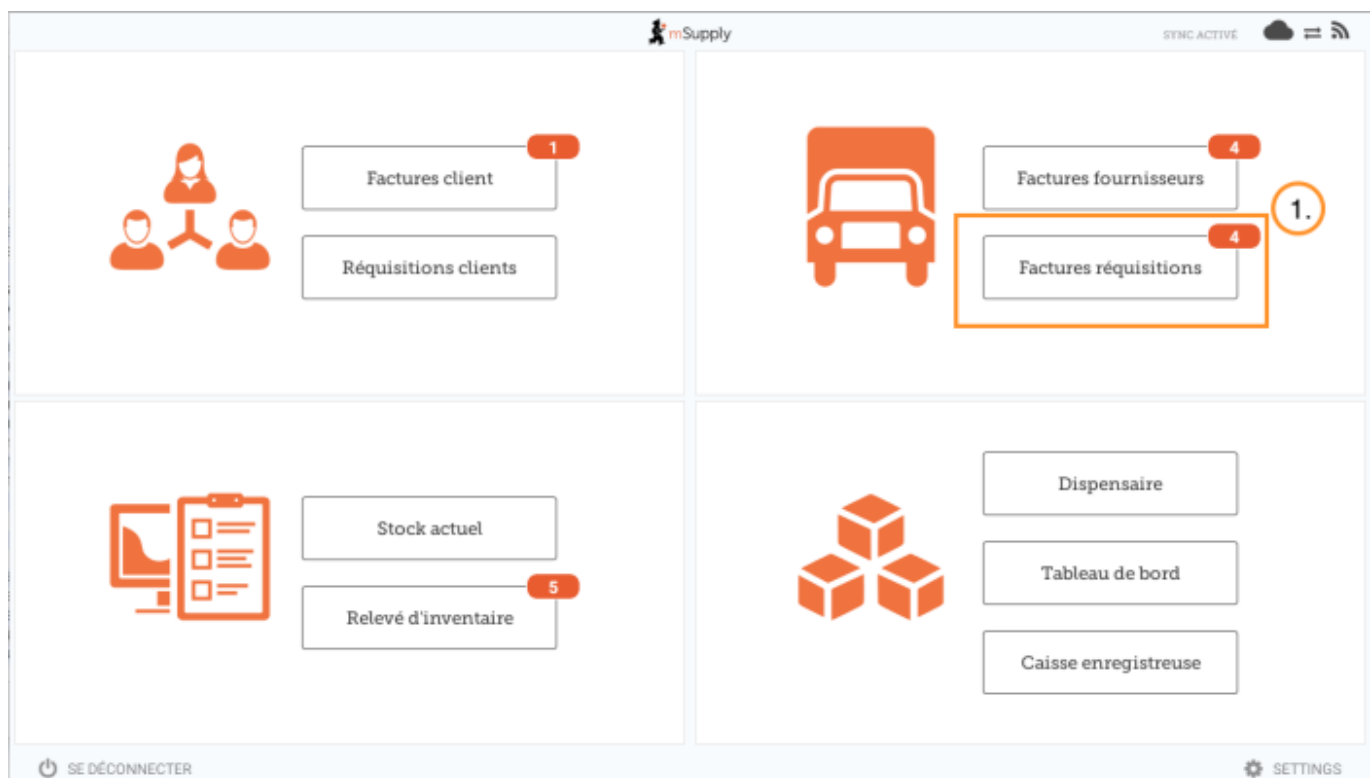 mSupply
SYNC ACTIVÉ
1
Factures client
Réquisitions clients
4
Factures fournisseurs
1.
4
Factures réquisitions
Stock actuel
5
Relevé d'inventaire
Dispensaire
Tableau de bord
Caisse enregistreuse
SE DÉCONNECTER
SETTINGS